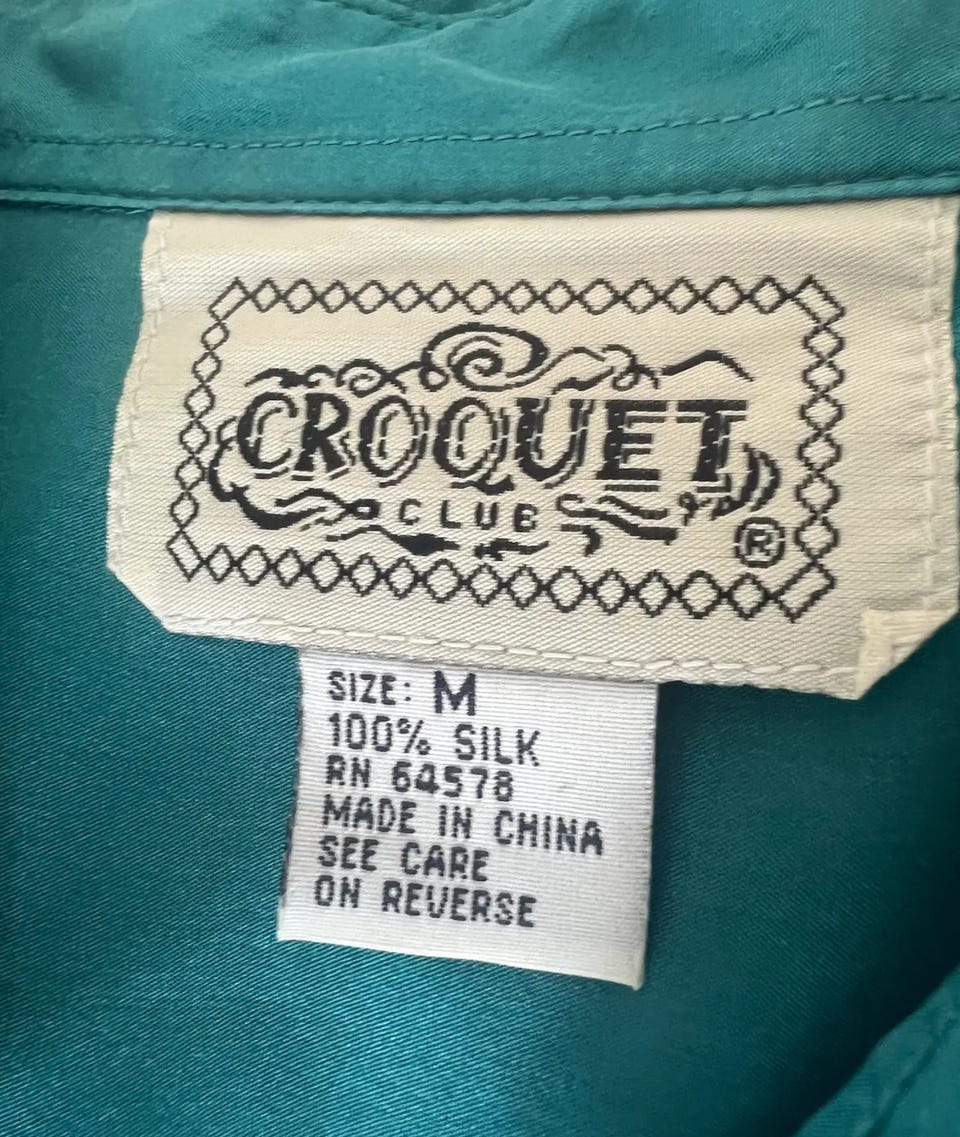 CROQUET
CLUB
®
SIZE: M
100% SILK
RN 64578
MADE IN CHINA
SEE CARE
ON REVERSE